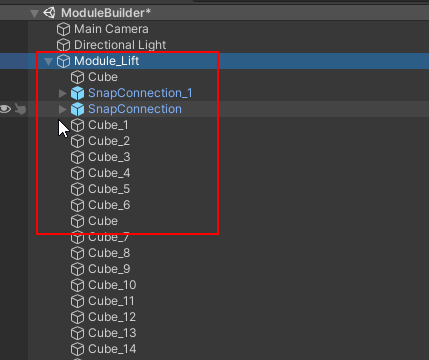 ModuleBuilder*
Main Camera
Directional Light
Module_Lift
Cube
SnapConnection_1
SnapConnection
Cube_1
Cube_2
Cube_3
Cube_4
Cube_5
Cube_6
Cube
Cube_7
Cube_8
Cube_9
Cube_10
Cube_11
Cube_12
Cube_13
Cube_14